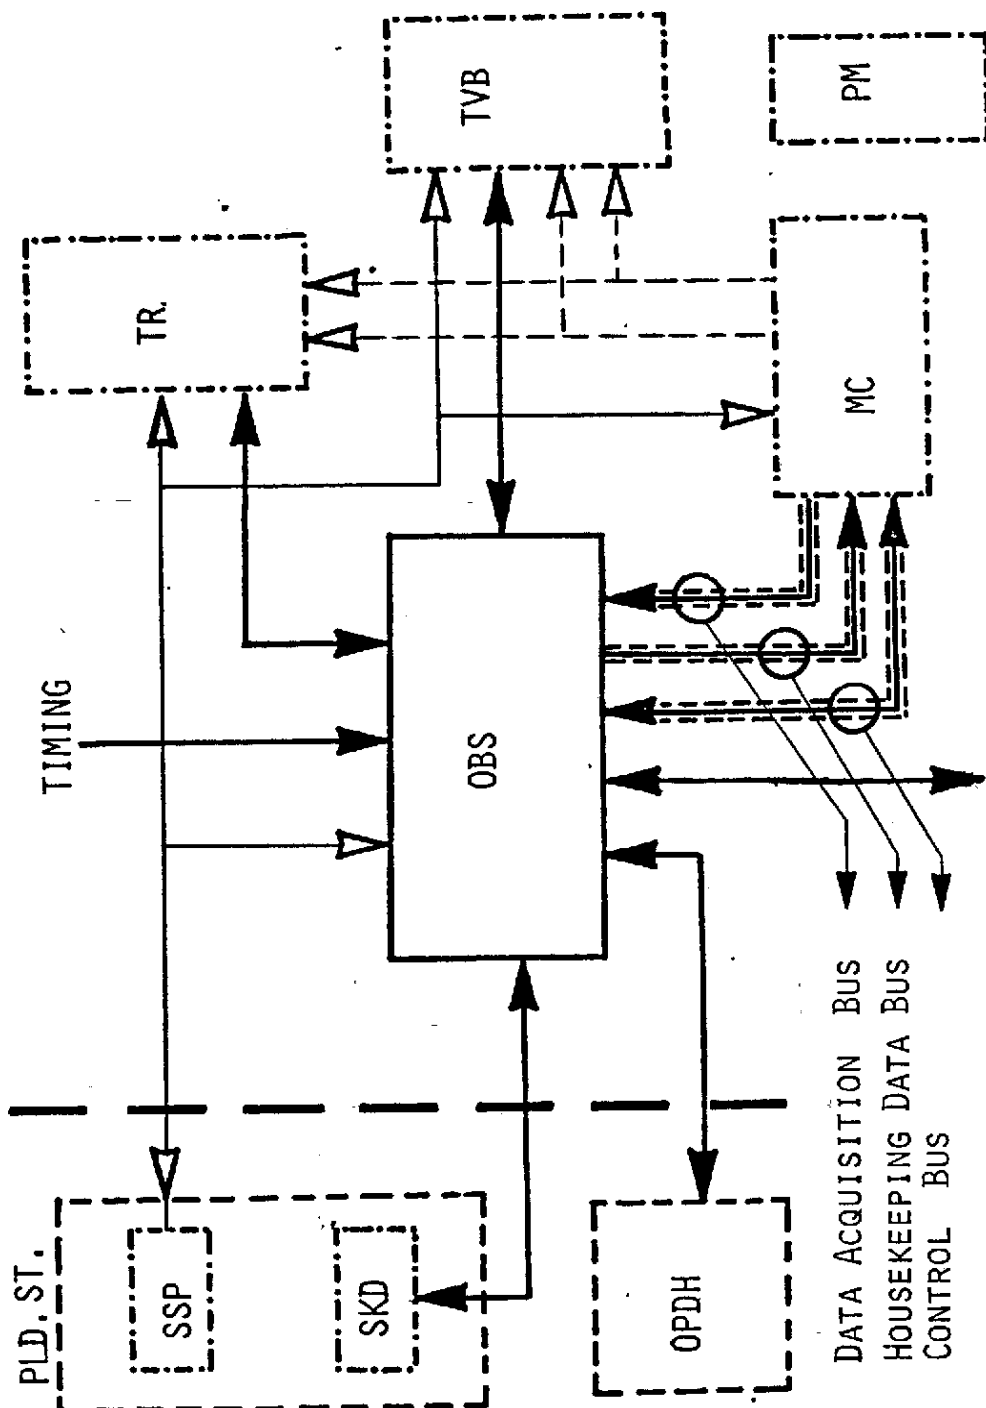 PLD.ST.
SSP
SKD
OPDH
TIMING
OBS
TR.
TVB
MC
PM
DATA ACQUISITION BUS
HOUSEKEEPING DATA BUS
CONTROL BUS